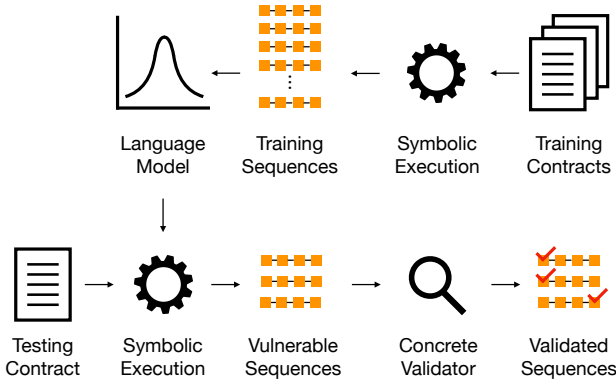 Language
Model
Training
Sequences
Symbolic
Execution
Training
Contracts
Testing
Contract
Symbolic
Execution
Vulnerable
Sequences
Concrete
Validator
Validated
Sequences